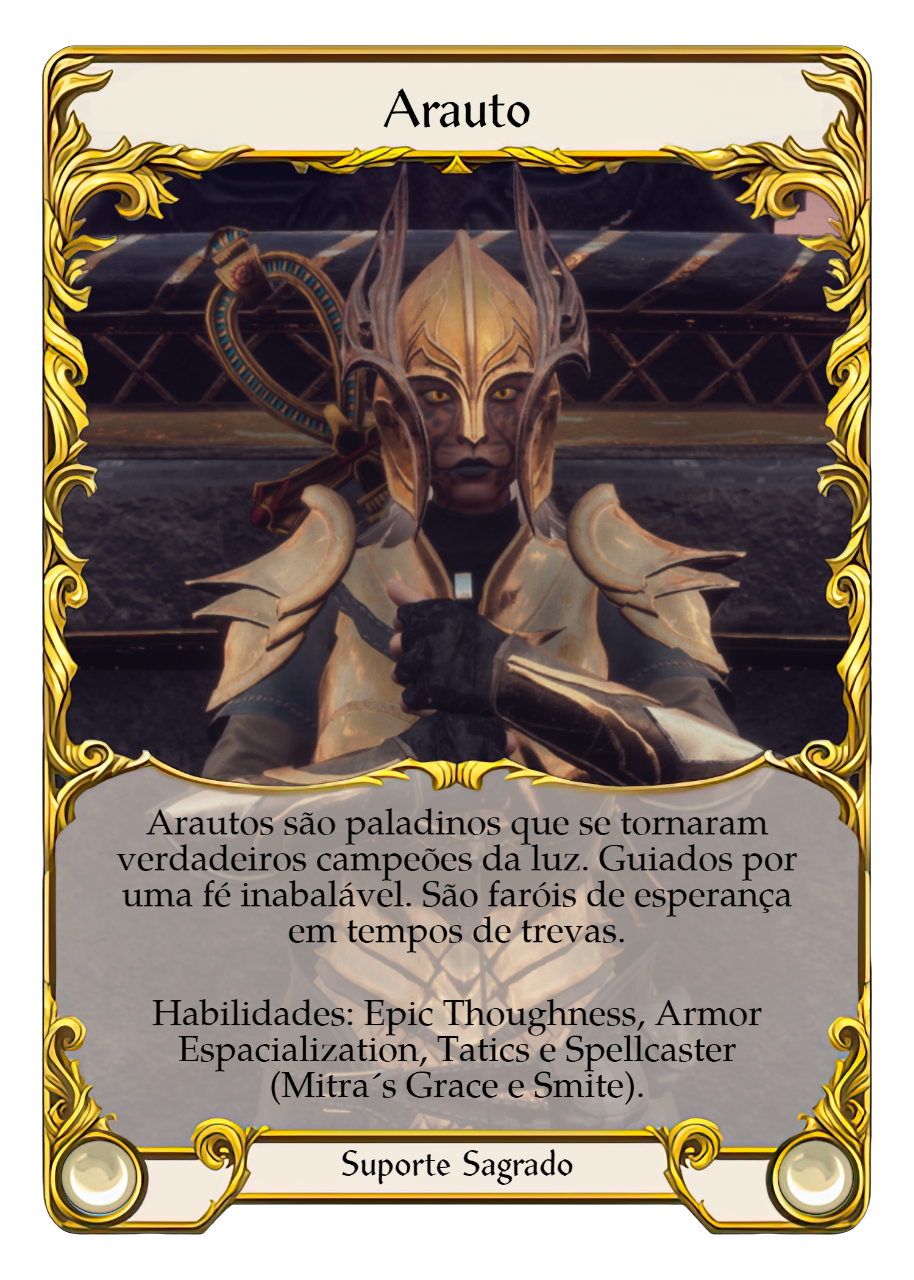 Arauto
Arautos são paladinos que se tornaram
verdadeiros campeões da luz. Guiados por
uma fé inabalável. São faróis de esperança
em tempos de trevas.
Habilidades: Epic Thoughness, Armor
Espacialization, Tatics e Spellcaster
(Mitra´s Grace e Smite).
Suporte Sagrado